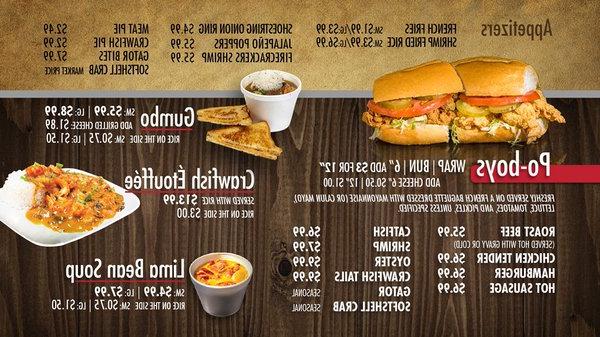 Appetizers
FRENCH FRIES SM: $1.99/LG: $3.99
SHRIMP FRIED RICE SM: $3.99/LG: $6.99
SHOESTRING ONION RING $4.99
JALAPEÑO POPPERS $5.99
FIRECRACKER SHRIMP $5.99
MEAT PIE $2.49
CRAWFISH PIE $2.99
GATOR BITES $7.99
SOFTSHELL CRAB MARKET PRICE
Po-boys WRAP | BUN | 6" ADD $3 FOR 12"
ADD CHEESE 6" $0.50 | 12" $1.00
FRESHLY SERVED ON A FRENCH BAGUETTE DRESSED WITH MAYONNAISE (OR CAJUN MAYO),
LETTUCE, TOMATOES, AND PICKLES, UNLESS SPECIFIED.
ROAST BEEF $5.99
(SERVED WITH HOT GRAVY OR COLD)
CHICKEN TENDER $6.99
HAMBURGER $6.99
HOT SAUSAGE $6.99
CATFISH $6.99
SHRIMP $7.99
OYSTER $9.99
CRAWFISH TAILS $9.99
GATOR SEASONAL
SOFTSHELL CRAB SEASONAL
Gumbo
SM: $5.99 | LG: $8.99
ADD GRILLED CHEESE: $1.89
RICE ON THE SIDE SM: $0.75 | LG: $1.50
Crawfish Étouffée
SERVED WITH RICE $13.99
RICE ON THE SIDE $3.00
Lima Bean Soup
SM: $4.99 | LG: $7.99
RICE ON THE SIDE SM: $0.75 | LG: $1.50